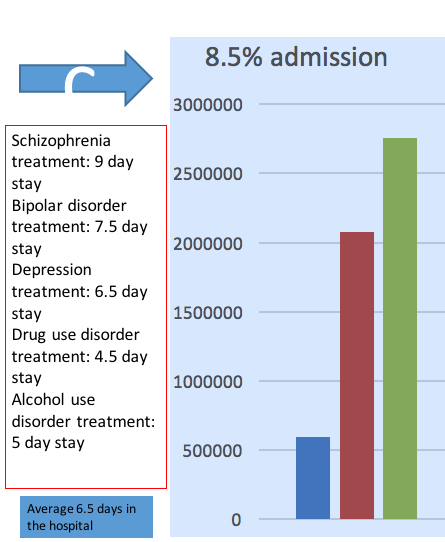 8.5% admission
C
Schizophrenia
treatment: 9 day
stay
Bipolar disorder
treatment: 7.5 day
stay
Depression
treatment: 6.5 day
stay
Drug use disorder
treatment: 4.5 day
stay
Alcohol use
disorder treatment:
5 day stay
Average 6.5 days in
the hospital
3000000
2500000
2000000
1500000
1000000
500000
0